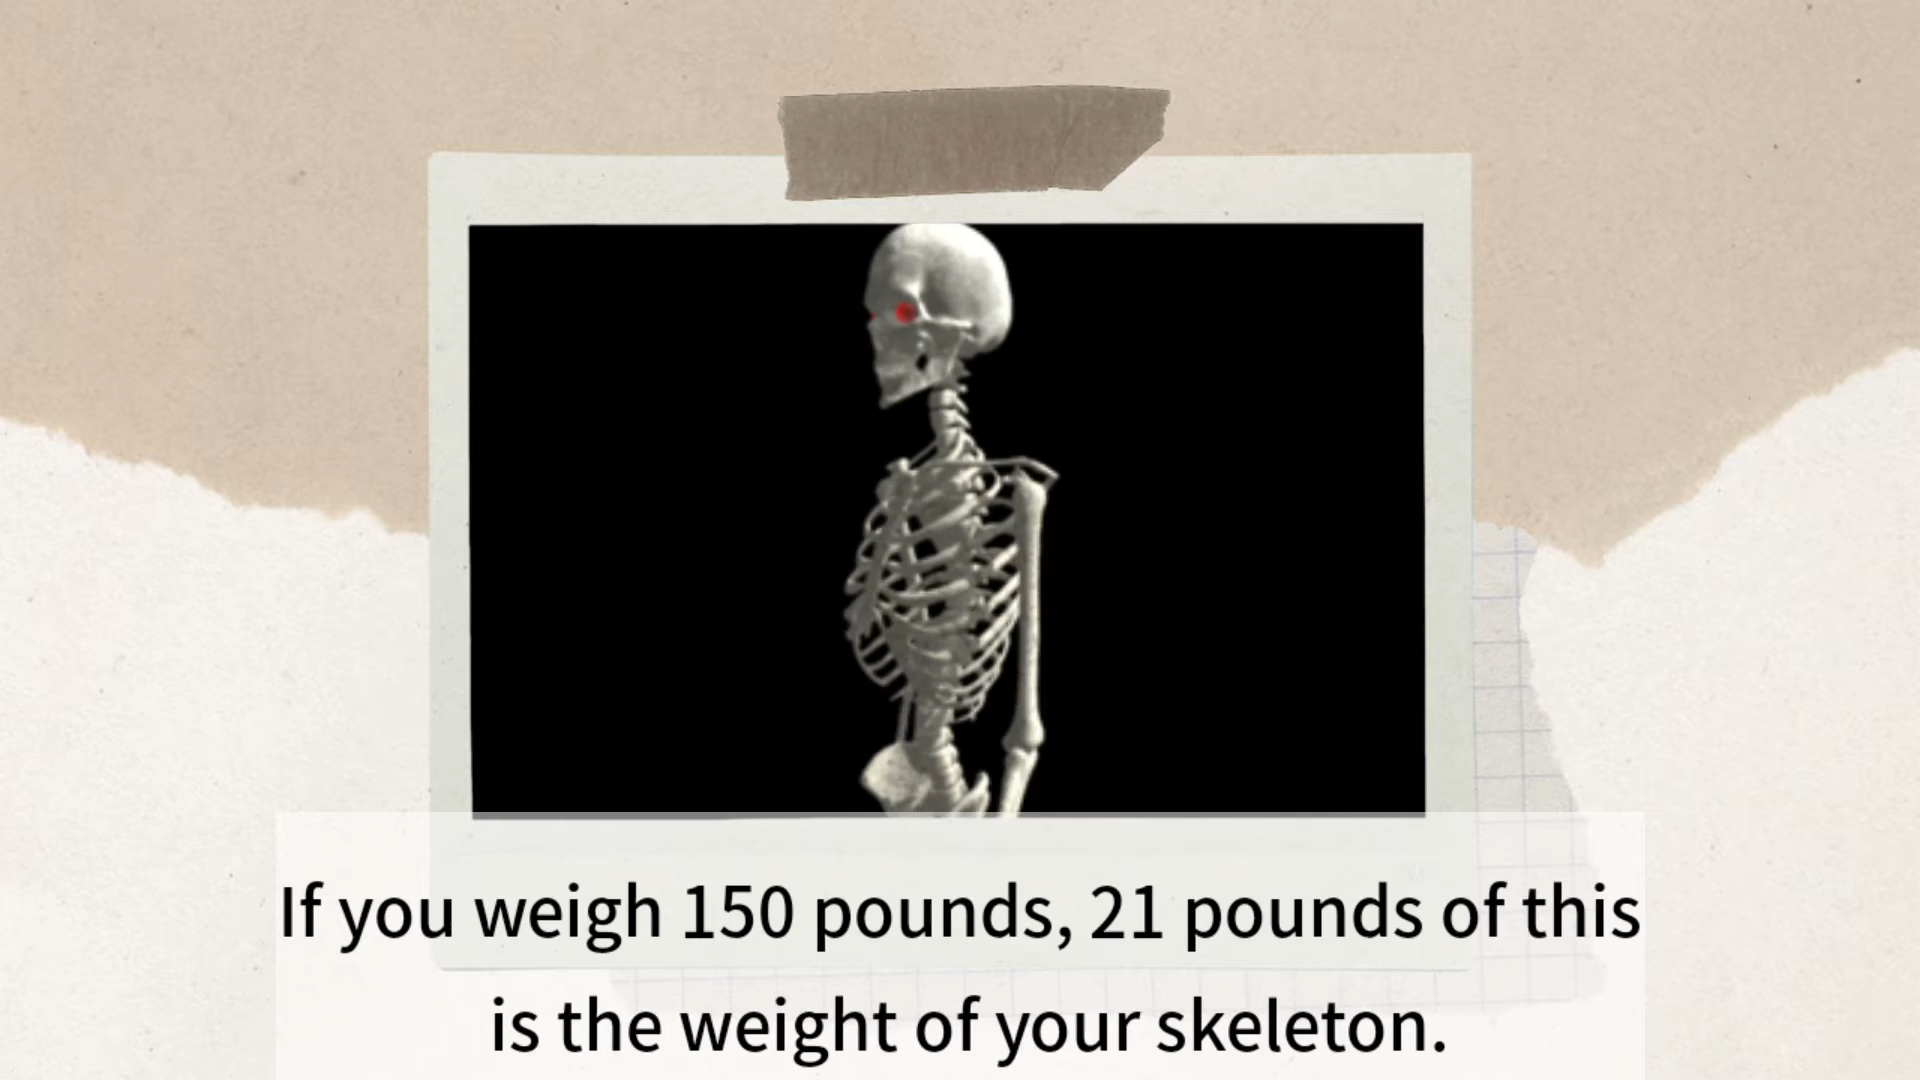 If you weigh 150 pounds, 21 pounds of this
is the weight of your skeleton.